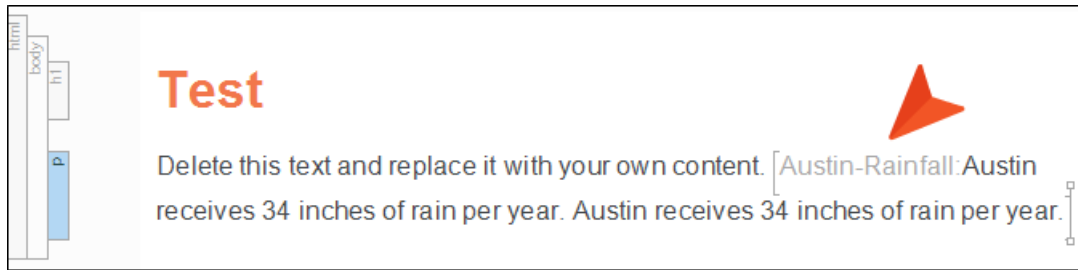 html
body
h1
Test
p
Delete this text and replace it with your own content. Austin-Rainfall:Austin
receives 34 inches of rain per year. Austin receives 34 inches of rain per year.